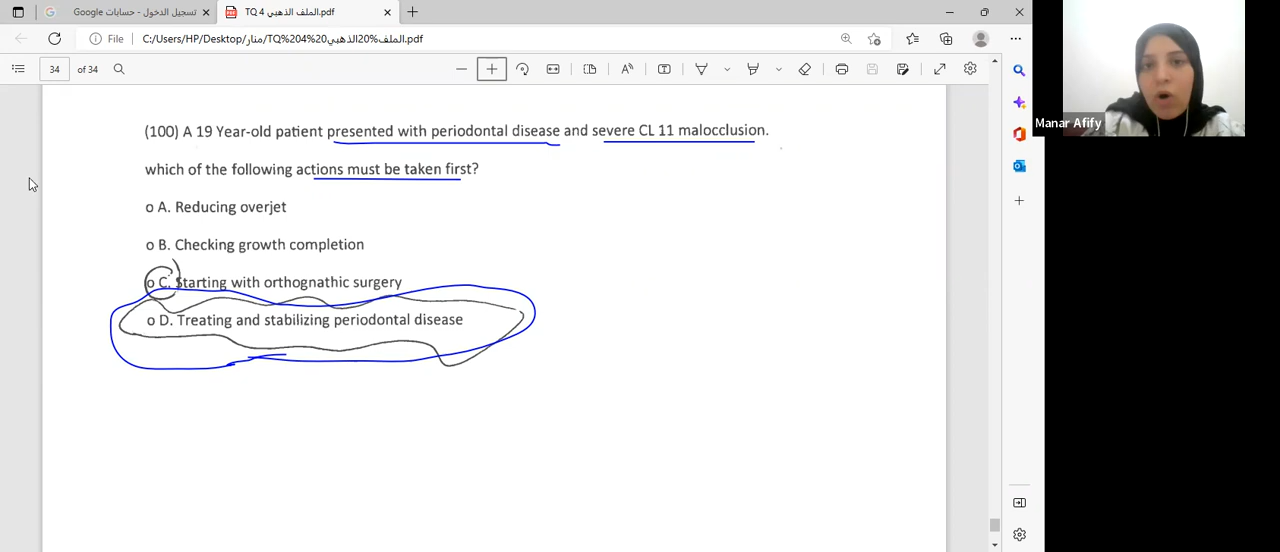 تسجيل الدخول - حسابات Google
TQ 4 الملف الذهبي.pdf
File
C:/Users/HP/Desktop/منار/TQ%204%20الملف%20الذهبي.pdf
34
of 34
Manar Afify
(100) A 19 Year-old patient presented with periodontal disease and severe CL 11 malocclusion.
which of the following actions must be taken first?
o A. Reducing overjet
o B. Checking growth completion
o C. Starting with orthognathic surgery
o D. Treating and stabilizing periodontal disease